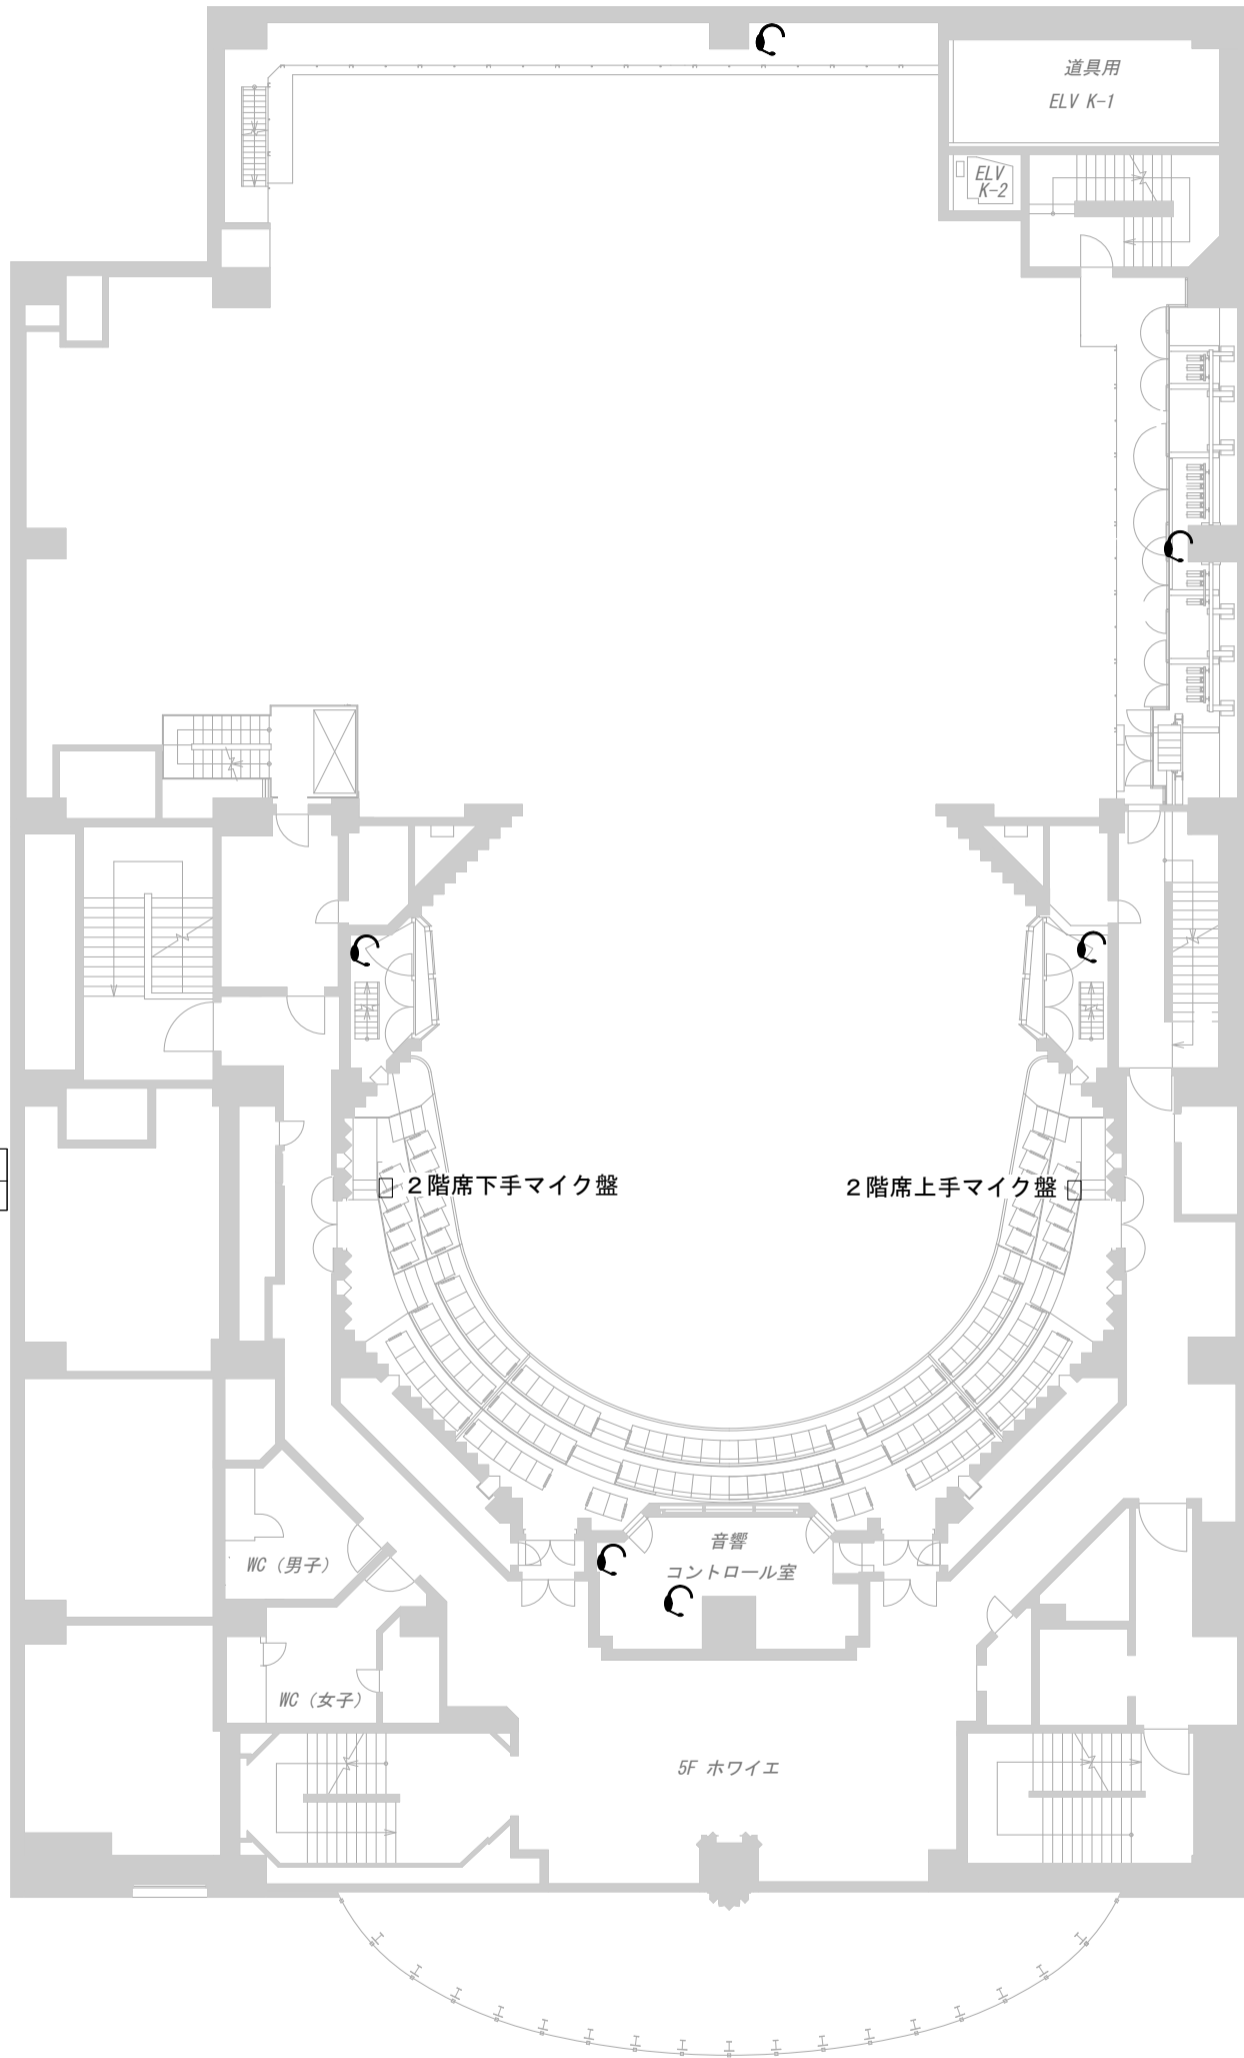 道具用
ELV K-1
ELV
K-2
２階席下手マイク盤
２階席上手マイク盤
音響
コントロール室
WC（男子）
WC（女子）
5F ホワイエ